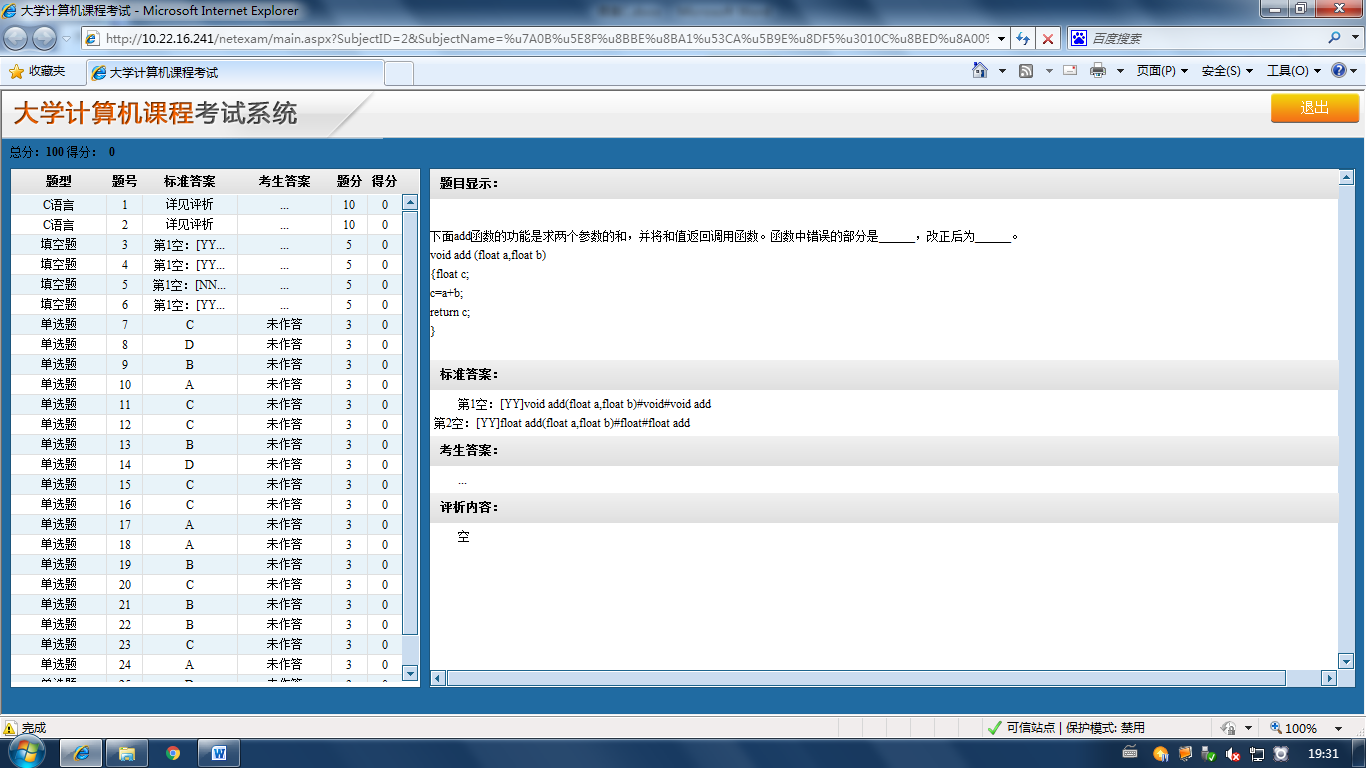 大学计算机课程考试 - Microsoft Internet Explorer
http://10.22.16.241/netexam/main.aspx?SubjectID=2&SubjectName=%u7A0B%u5E8F%u8BBE%u8BA1%u53CA%u5B9E%u8DF5%u3010C%u8BED%u8A00%
百度搜索
收藏夹
大学计算机课程考试
页面(P)
安全(S)
工具(O)
大学计算机课程考试系统
退出
总分：100 得分： 0
题型 题号 标准答案 考生答案 题分 得分
C语言 1 详见评析 ... 10 0
C语言 2 详见评析 ... 10 0
填空题 3 第1空：[YY... ... 5 0
填空题 4 第1空：[YY... ... 5 0
填空题 5 第1空：[NN... ... 5 0
填空题 6 第1空：[YY... ... 5 0
单选题 7 C 未作答 3 0
单选题 8 D 未作答 3 0
单选题 9 B 未作答 3 0
单选题 10 A 未作答 3 0
单选题 11 C 未作答 3 0
单选题 12 C 未作答 3 0
单选题 13 B 未作答 3 0
单选题 14 D 未作答 3 0
单选题 15 C 未作答 3 0
单选题 16 C 未作答 3 0
单选题 17 A 未作答 3 0
单选题 18 A 未作答 3 0
单选题 19 B 未作答 3 0
单选题 20 C 未作答 3 0
单选题 21 B 未作答 3 0
单选题 22 B 未作答 3 0
单选题 23 C 未作答 3 0
单选题 24 A 未作答 3 0
题目显示：
下面add函数的功能是求两个参数的和，并将和值返回调用函数。函数中错误的部分是______，改正后为______。
void add (float a,float b)
{float c;
c=a+b;
return c;
}
标准答案：
第1空：[YY]void add(float a,float b)#void#void add
第2空：[YY]float add(float a,float b)#float#float add
考生答案：
...
评析内容：
空
完成
可信站点 | 保护模式: 禁用
100%
19:31